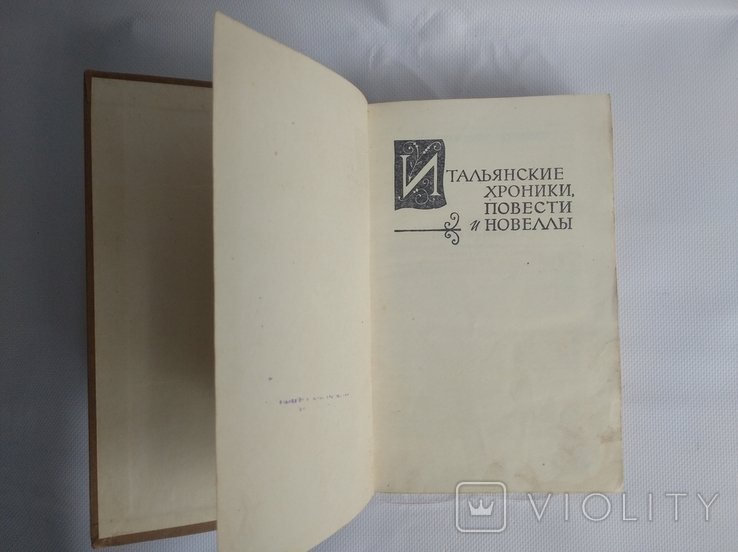 ИТАЛЬЯНСКИЕ
ХРОНИКИ,
ПОВЕСТИ
и НОВЕЛЛЫ
VIOLITY